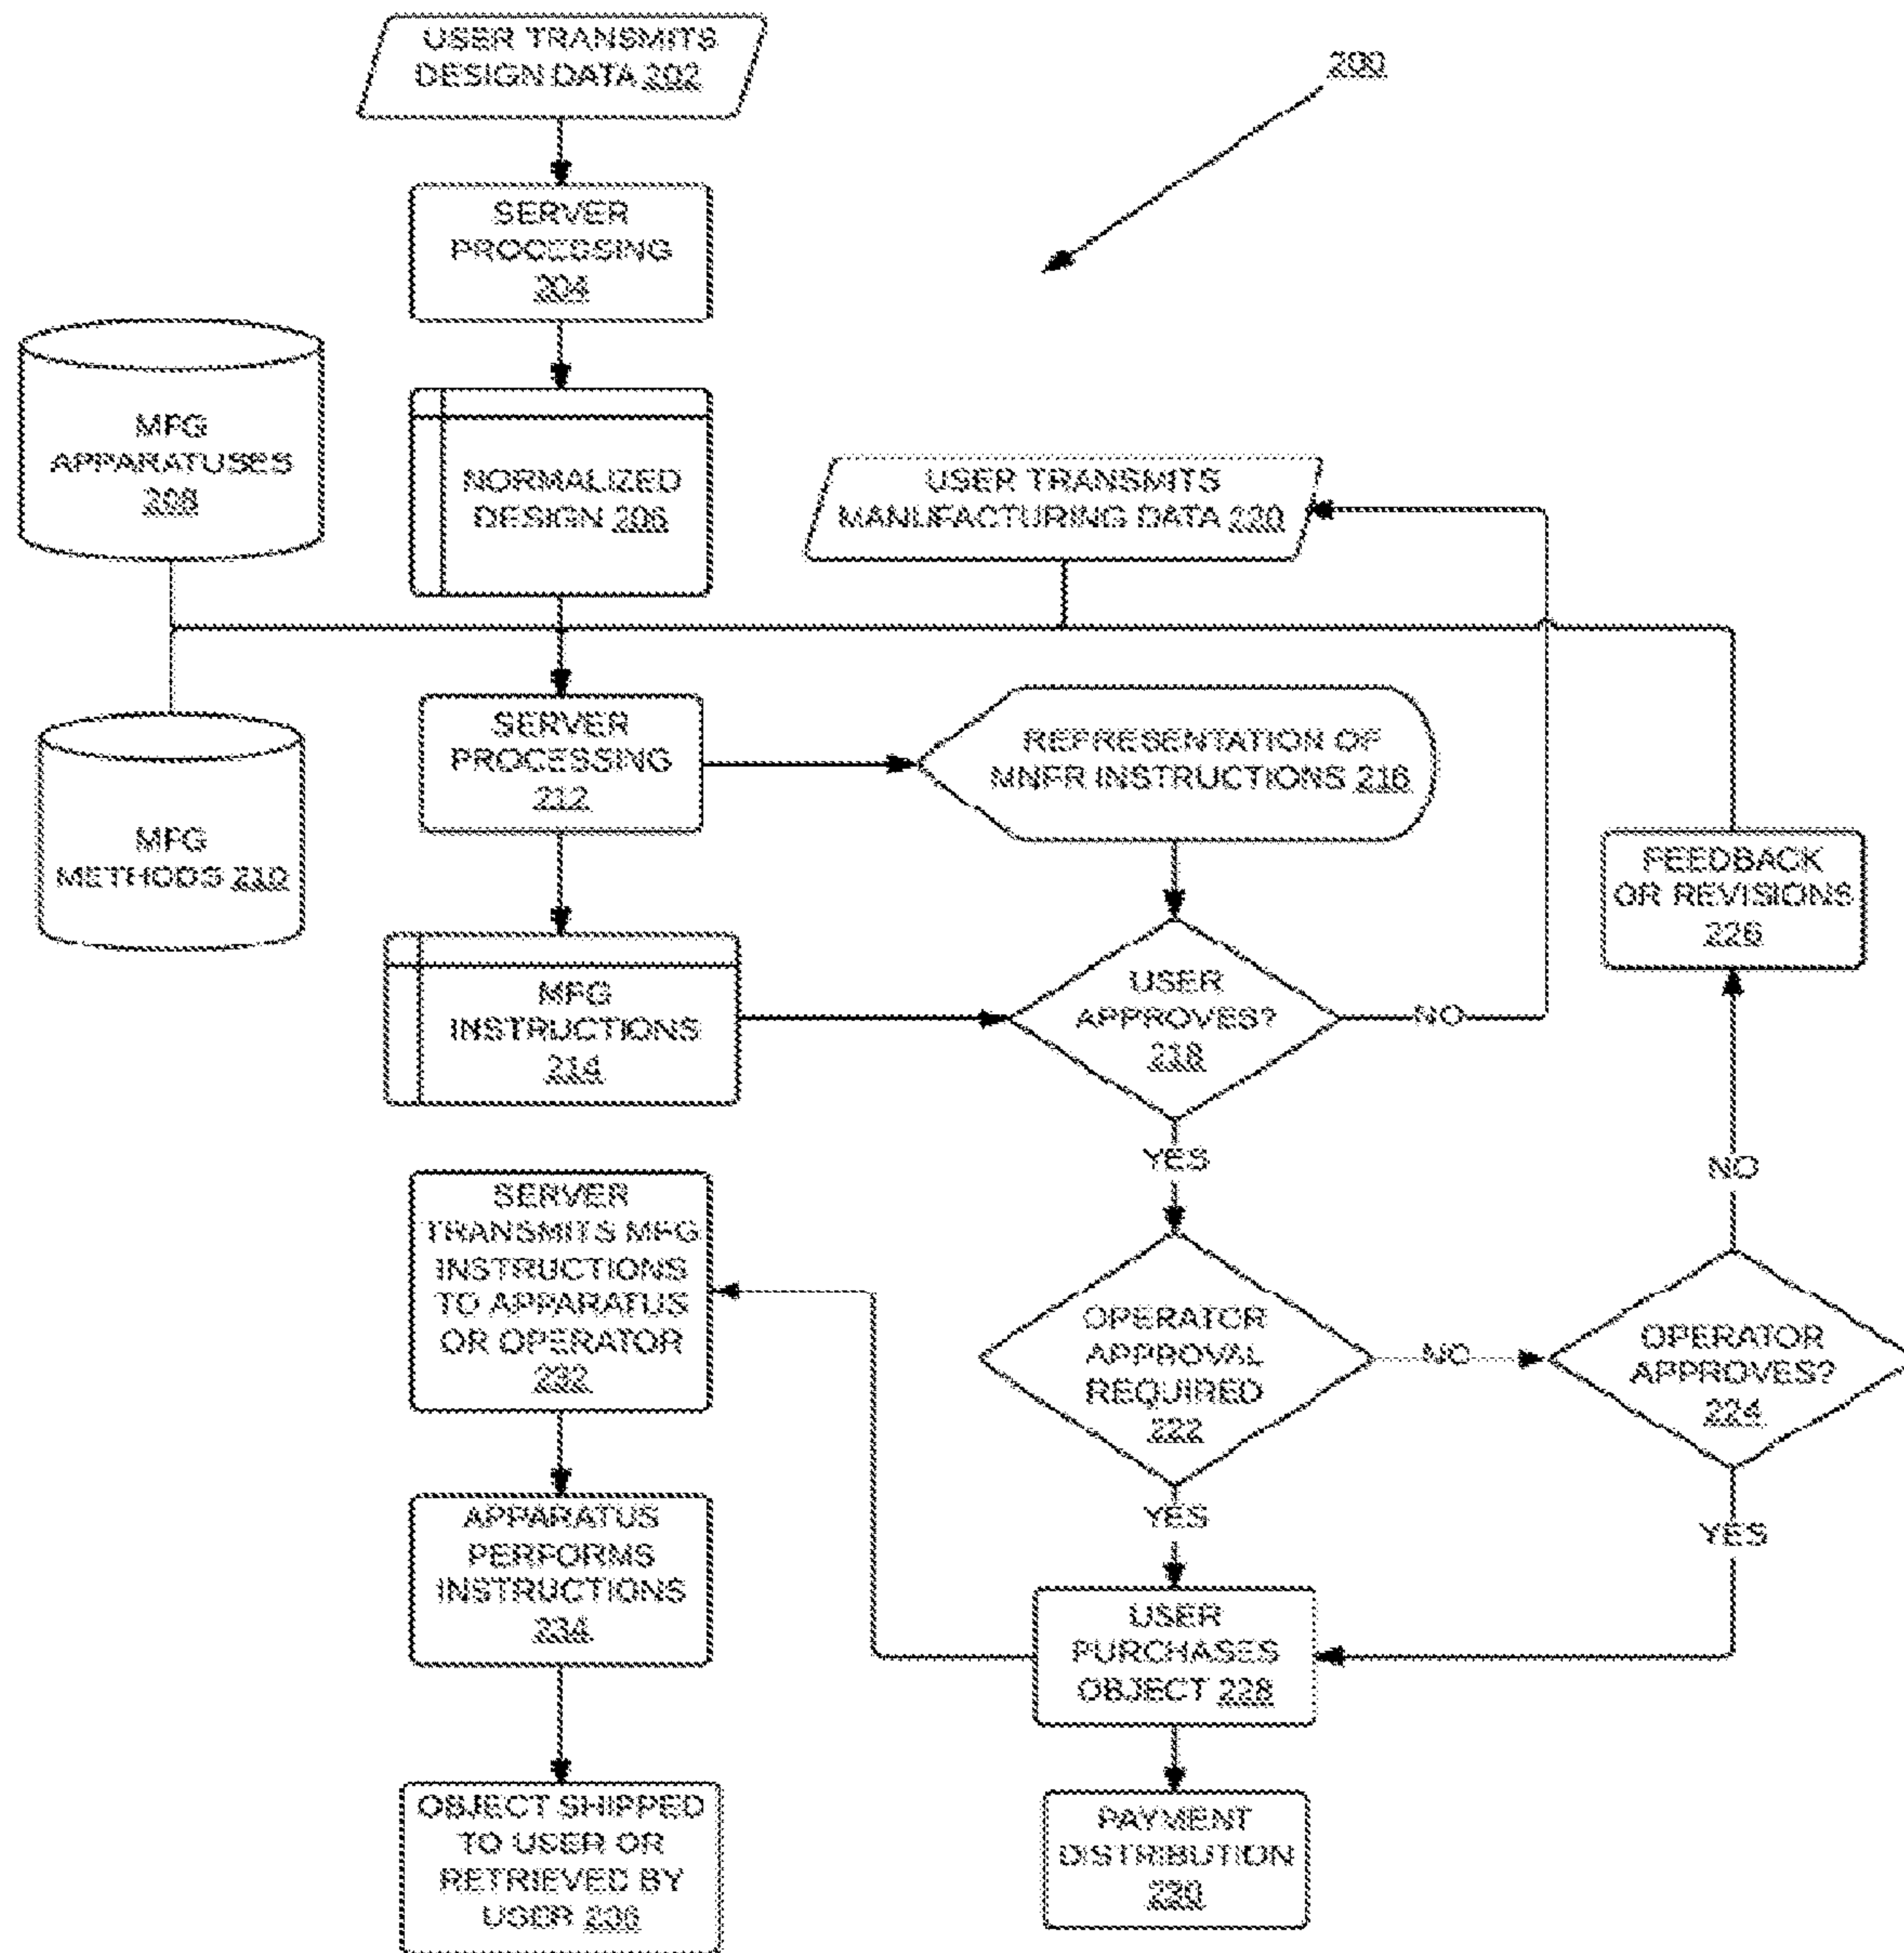 USER TRANSMITS
DESIGN DATA 202
200
SERVER
PROCESSING
204
MFG
APPARATUSES
208
NORMALIZED
DESIGN 206
USER TRANSMITS
MANUFACTURING DATA 220
SERVER
PROCESSING
212
REPRESENTATION OF
MNFR INSTRUCTIONS 216
MFG
METHODS 210
FEEDBACK
OR REVISIONS
226
MFG
INSTRUCTIONS
214
USER
APPROVES?
218
NO
YES
NO
SERVER
TRANSMITS MFG
INSTRUCTIONS
TO APPARATUS
OR OPERATOR
232
OPERATOR
APPROVAL
REQUIRED
222
NO
OPERATOR
APPROVES?
224
YES
YES
APPARATUS
PERFORMS
INSTRUCTIONS
234
USER
PURCHASES
OBJECT 228
OBJECT SHIPPED
TO USER OR
RETRIEVED BY
USER 236
PAYMENT
DISTRIBUTION
230